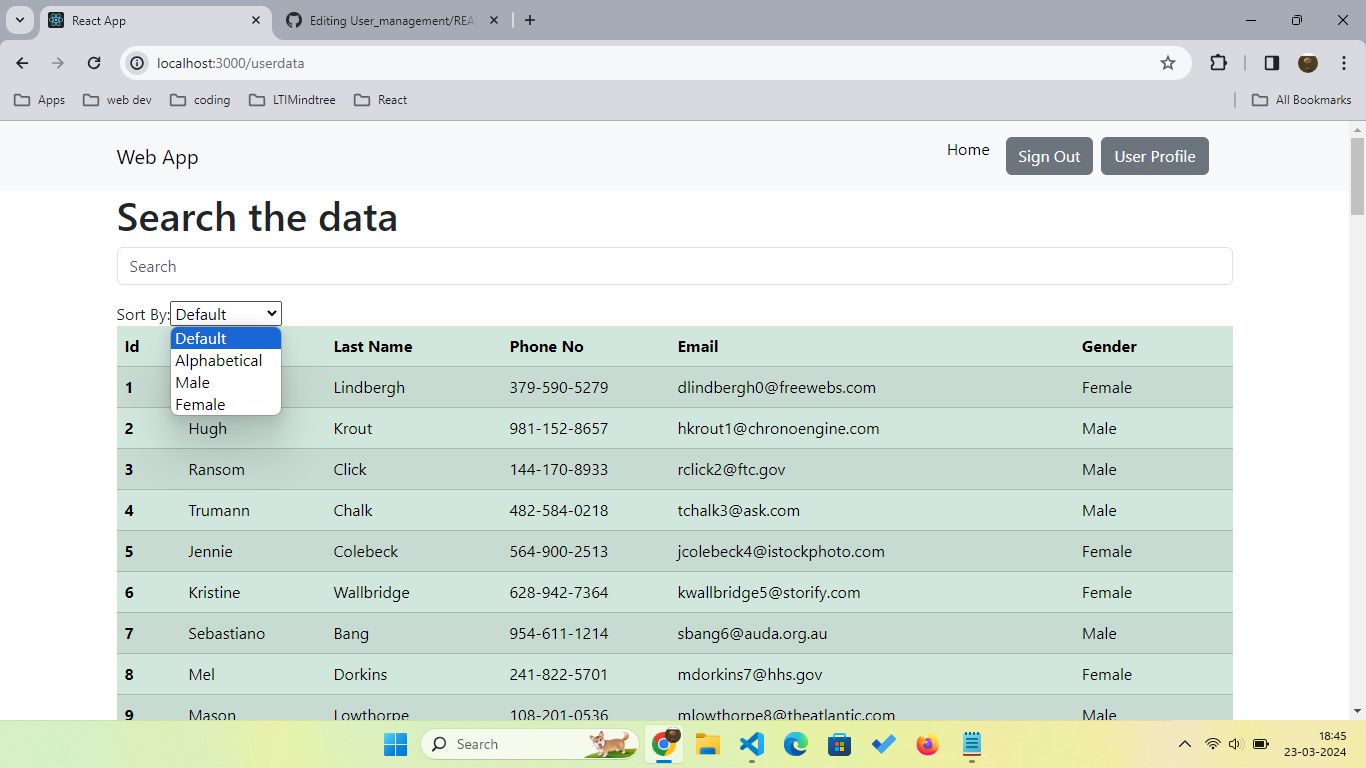 React App
Editing User_management/REA
localhost:3000/userdata
Apps web dev coding LTIMindtree React All Bookmarks
Web App Home Sign Out User Profile
Search the data
Search
Sort By: Default
Default
Alphabetical
Male
Female
Id Last Name Phone No Email Gender
1 Lindbergh 379-590-5279 dlindbergh0@freewebs.com Female
2 Hugh Krout 981-152-8657 hkrout1@chronoengine.com Male
3 Ransom Click 144-170-8933 rclick2@ftc.gov Male
4 Trumann Chalk 482-584-0218 tchalk3@ask.com Male
5 Jennie Colebeck 564-900-2513 jcolebeck4@istockphoto.com Female
6 Kristine Wallbridge 628-942-7364 kwallbridge5@storify.com Female
7 Sebastiano Bang 954-611-1214 sbang6@auda.org.au Male
8 Mel Dorkins 241-822-5701 mdorkins7@hhs.gov Female
9 Mason Lowthorpe 108-201-0536 mlowthorpe8@theatlantic.com Male
Search
18:45
23-03-2024